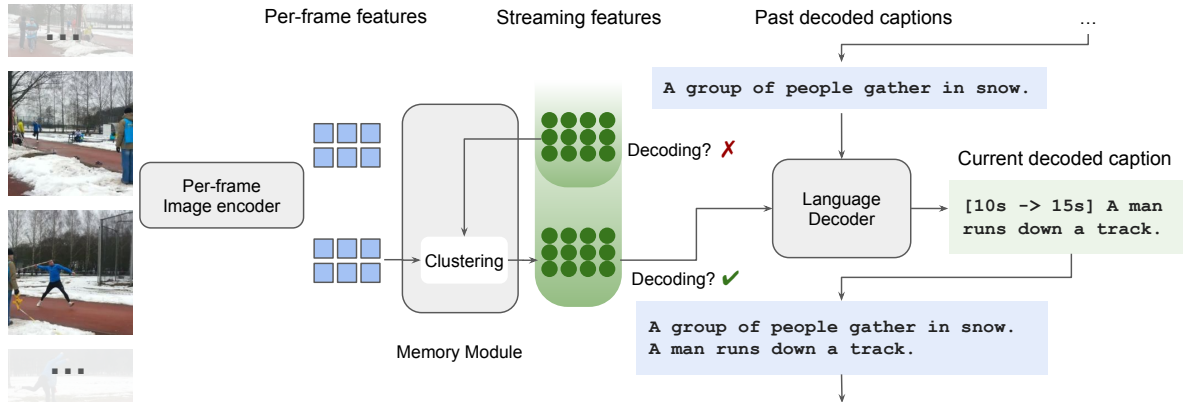 Per-frame features
Streaming features
Past decoded captions
...
A group of people gather in snow.
Decoding? ✗
Per-frame
Image encoder
Clustering
Language
Decoder
Current decoded caption
[10s -> 15s] A man
runs down a track.
Decoding? ✓
Memory Module
A group of people gather in snow.
A man runs down a track.